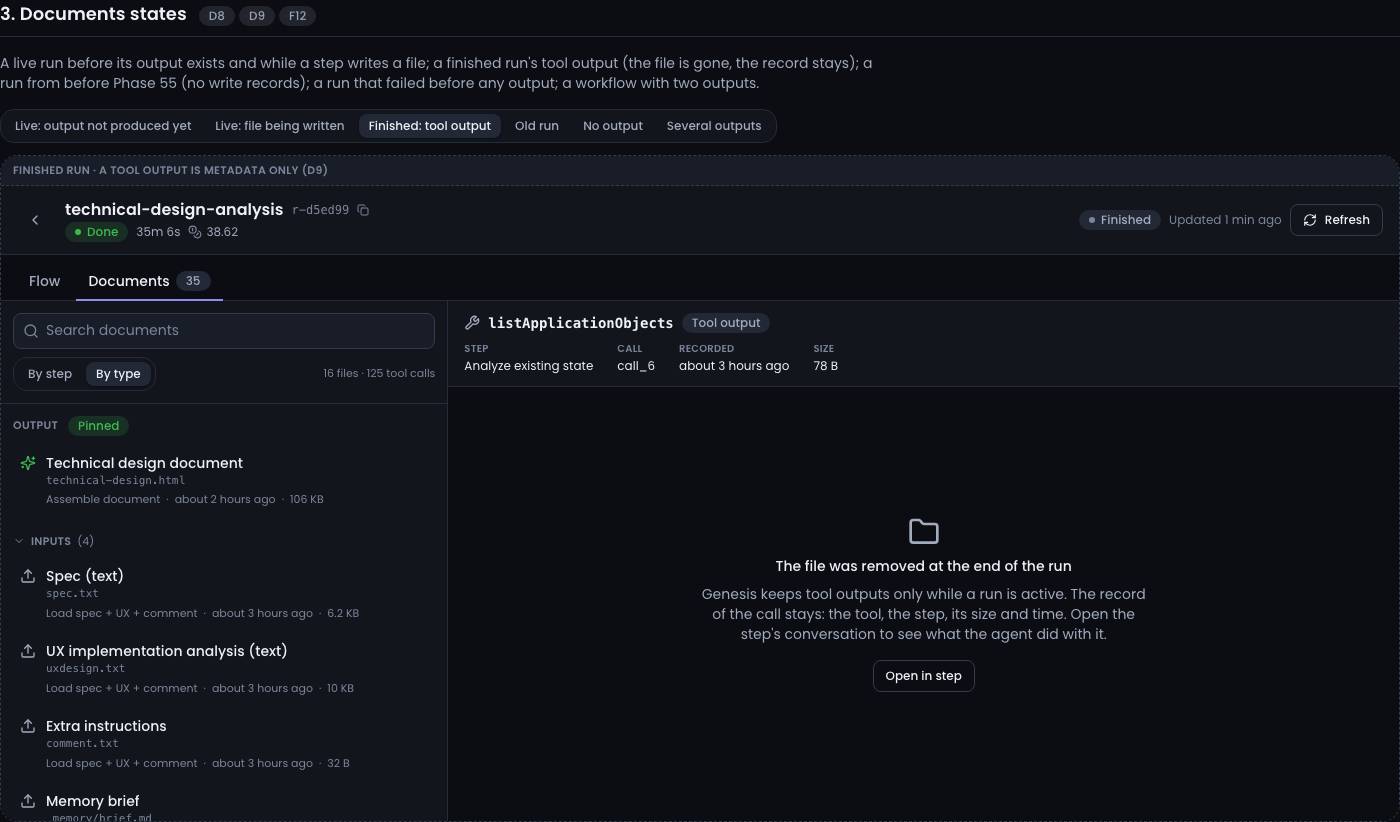 3. Documents states D8 D9 F12
A live run before its output exists and while a step writes a file; a finished run's tool output (the file is gone, the record stays); a
run from before Phase 55 (no write records); a run that failed before any output; a workflow with two outputs.
Live: output not produced yet Live: file being written Finished: tool output Old run No output Several outputs
FINISHED RUN · A TOOL OUTPUT IS METADATA ONLY (D9)
technical-design-analysis r-d5ed99
Done 35m 6s 38.62
Finished Updated 1 min ago Refresh
Flow Documents 35
Search documents
By step By type 16 files · 125 tool calls
OUTPUT Pinned
Technical design document
technical-design.html
Assemble document · about 2 hours ago · 106 KB
INPUTS (4)
Spec (text)
spec.txt
Load spec + UX + comment · about 3 hours ago · 6.2 KB
UX implementation analysis (text)
uxdesign.txt
Load spec + UX + comment · about 3 hours ago · 10 KB
Extra instructions
comment.txt
Load spec + UX + comment · about 3 hours ago · 32 B
Memory brief
_memory/brief.md
listApplicationObjects Tool output
STEP CALL RECORDED SIZE
Analyze existing state call_6 about 3 hours ago 78 B
The file was removed at the end of the run
Genesis keeps tool outputs only while a run is active. The record
of the call stays: the tool, the step, its size and time. Open the
step's conversation to see what the agent did with it.
Open in step